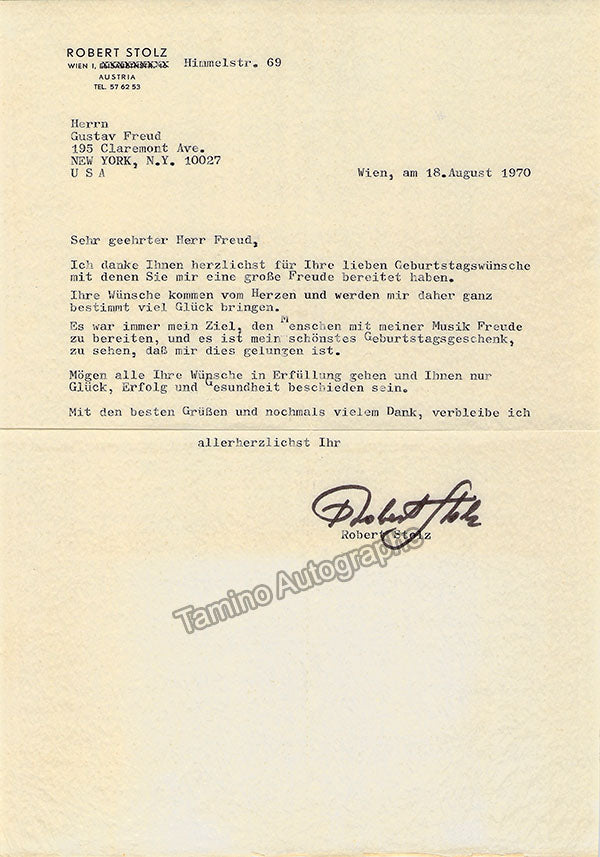 ROBERT STOLZ
WIEN I, Himmelstr. 69
AUSTRIA
TEL. 57 62 53
Herrn
Gustav Freud
195 Claremont Ave.
NEW YORK, N.Y. 10027
U S A
Wien, am 18.August 1970
Sehr geehrter Herr Freud,
Ich danke Ihnen herzlichst für Ihre lieben Geburtstagswünsche
mit denen Sie mir eine große Freude bereitet haben.
Ihre Wünsche kommen vom Herzen und werden mir daher ganz
bestimmt viel Glück bringen.
Es war immer mein Ziel, den Menschen mit meiner Musik Freude
zu bereiten, und es ist mein schönstes Geburtstagsgeschenk,
zu sehen, daß mir dies gelungen ist.
Mögen alle Ihre Wünsche in Erfüllung gehen und Ihnen nur
Glück, Erfolg und Gesundheit beschieden sein.
Mit den besten Grüßen und nochmals vielem Dank, verbleibe ich
allerherzlichst Ihr
Robert Stolz
Robert Stolz
Tamino Autographs